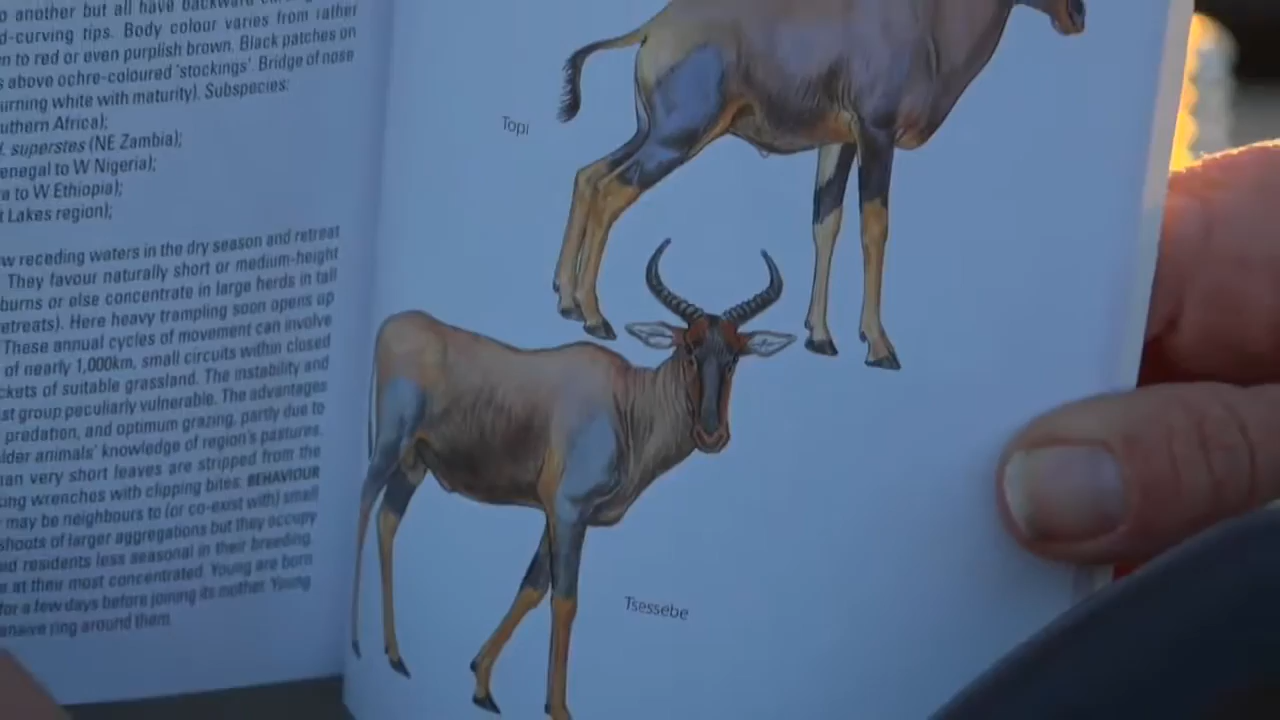 another but all have backward
d-curving tips. Body colour varies from rather
n to red or even purplish brown. Black patches on
s above ochre-coloured 'stockings'. Bridge of nose
urning white with maturity). Subspecies:
uthern Africa);
l. superstes (NE Zambia);
enegal to W Nigeria);
a to W Ethiopia);
t Lakes region);
w receding waters in the dry season and retreat
They favour naturally short or medium-height
burns or else concentrate in large herds in tall
etreats). Here heavy trampling soon opens up
These annual cycles of movement can involve
of nearly 1,000km, small circuits within closed
ckets of suitable grassland. The instability and
st group peculiarly vulnerable. The advantages
predation, and optimum grazing, partly due to
lder animals' knowledge of region's pastures.
an very short leaves are stripped from the
ing wrenches with clipping bites. BEHAVIOUR
may be neighbours to (or co-exist with) small
shoots of larger aggregations but they occupy
ed residents less seasonal in their breeding.
at their most concentrated. Young are born
for a few days before joining its mother. Young
ensive ring around them.
Topi
Tsessebe